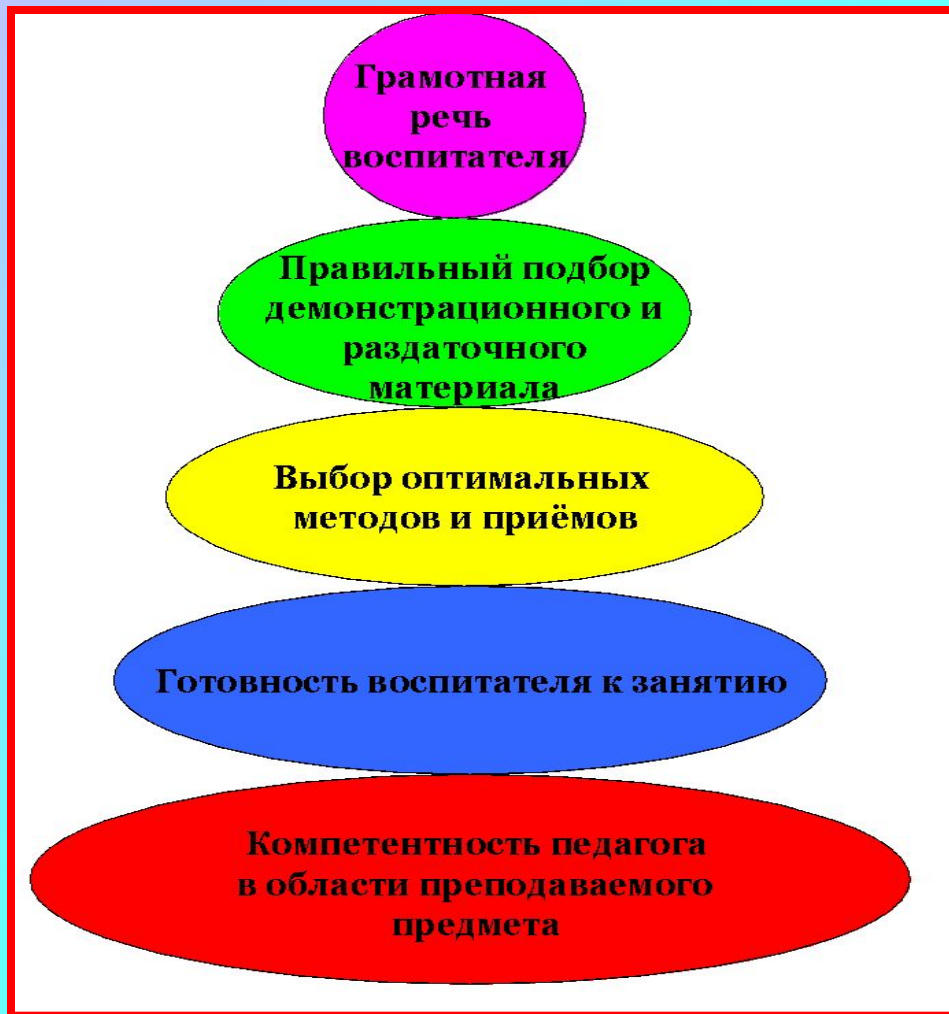 Грамотная
речь
воспитателя
Правильный подбор
демонстрационного и
раздаточного
материала
Выбор оптимальных
методов и приёмов
Готовность воспитателя к занятию
Компетентность педагога
в области преподаваемого
предмета